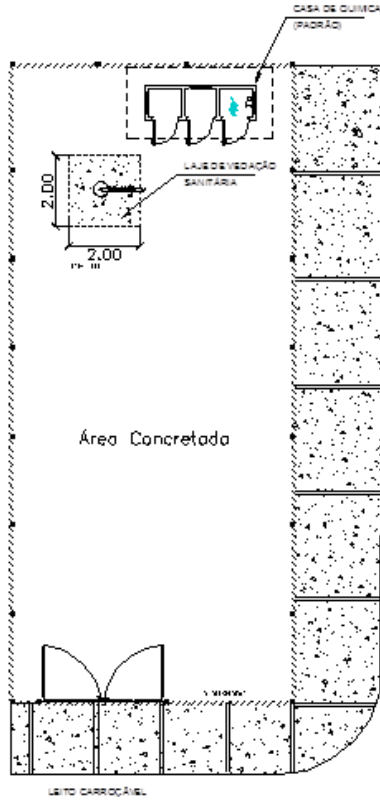 CASA DE QUIMICA
(PADRÃO)
LAJE DE VEDAÇÃO
SANITÁRIA
2.00
2.00
Área Concretada
LEITO CARROÇÁVEL